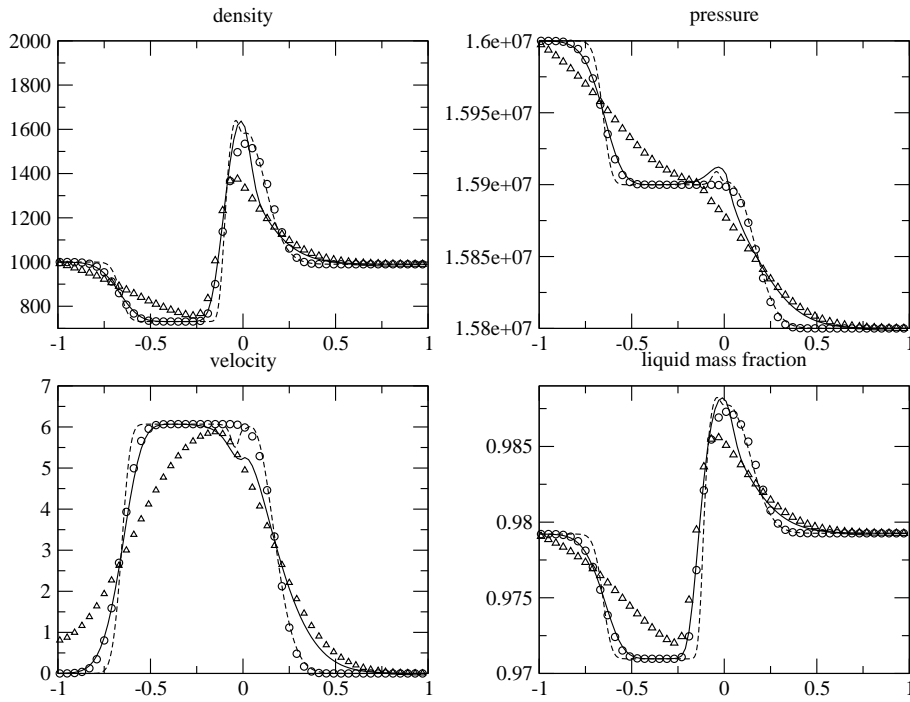 density
2000
1800
1600
1400
1200
1000
800
-1 -0.5 0 0.5 1
pressure
1.6e+07
1.595e+07
1.59e+07
1.585e+07
1.58e+07
-1 -0.5 0 0.5 1
velocity
7
6
5
4
3
2
1
0
-1 -0.5 0 0.5 1
liquid mass fraction
0.985
0.98
0.975
0.97
-1 -0.5 0 0.5 1